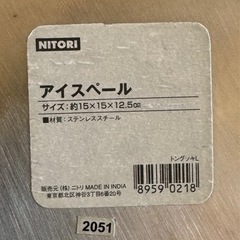 NITORI
アイスペール
サイズ:約15×15×12.5cm
■材質:ステンレススチール
トングツキL
販売元(株)ニトリ MADE IN INDIA
東京都北区神谷3丁目6番20号
8959 0218
2051